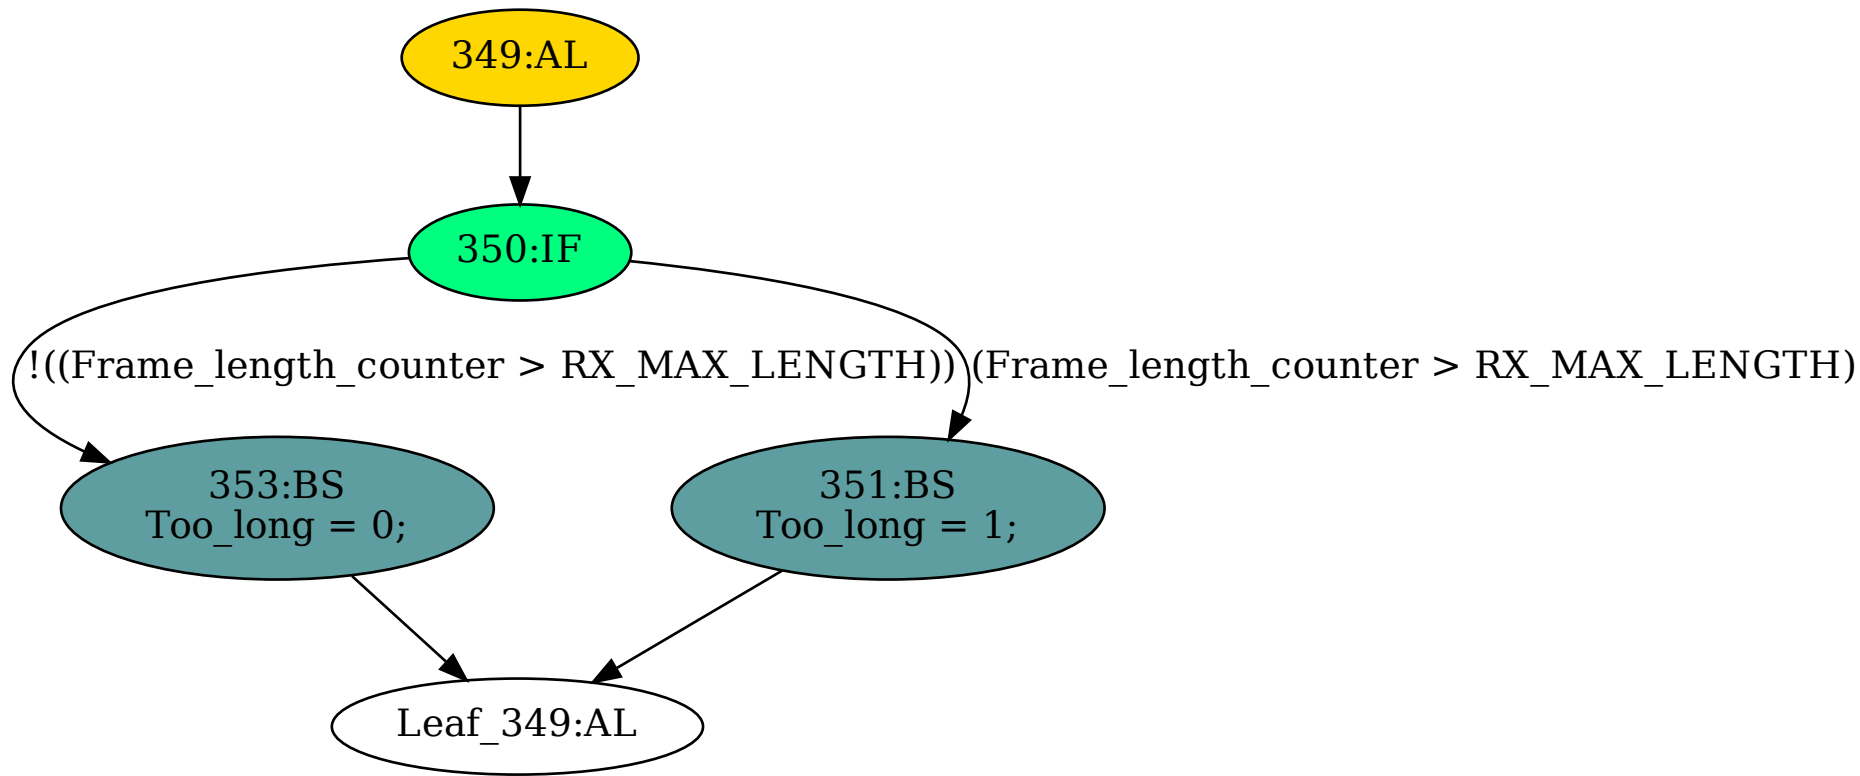 349:AL
350:IF
!((Frame_length_counter > RX_MAX_LENGTH))
(Frame_length_counter > RX_MAX_LENGTH)
353:BS
Too_long = 0;
351:BS
Too_long = 1;
Leaf_349:AL